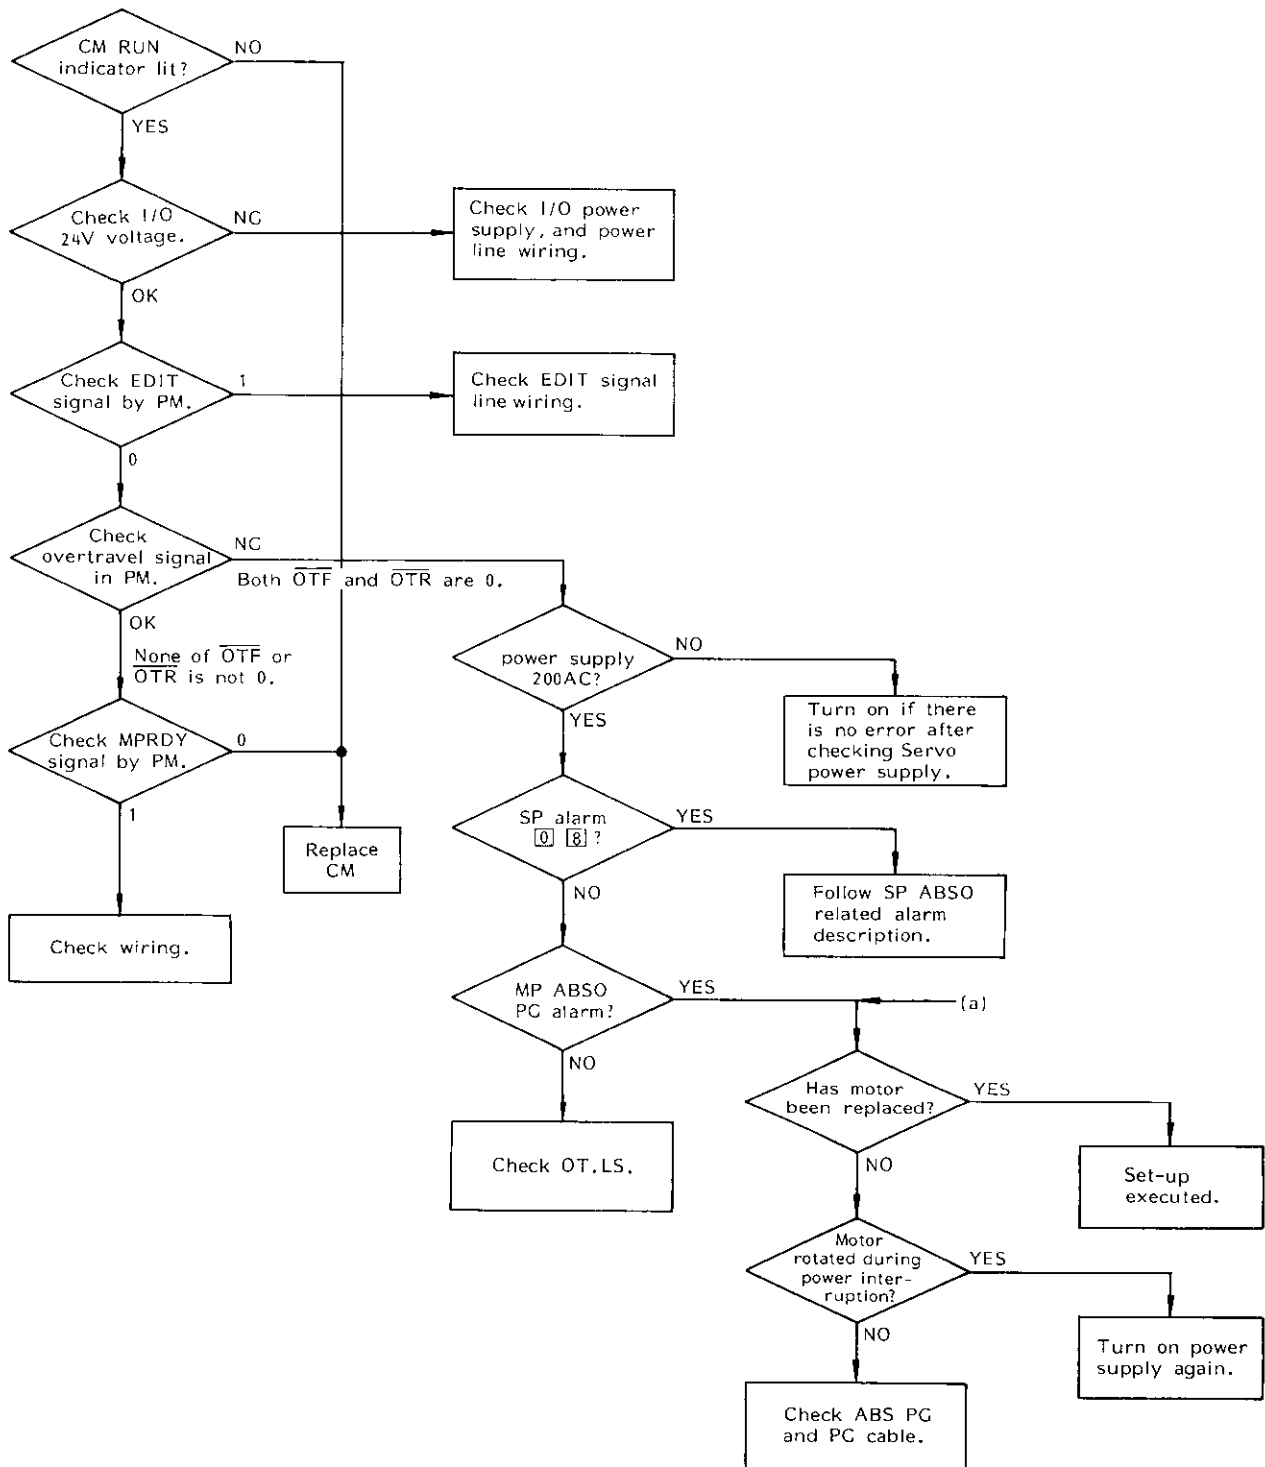 CM RUN
indicator lit?
NO
YES
Check I/O
24V voltage.
NG
Check I/O power
supply, and power
line wiring.
OK
Check EDIT
signal by PM.
1
Check EDIT signal
line wiring.
0
Check
overtravel signal
in PM.
NG
Both OTF and OTR are 0.
OK
None of OTF or
OTR is not 0.
power supply
200AC?
NO
Turn on if there
is no error after
checking Servo
power supply.
YES
Check MPRDY
signal by PM.
0
1
Replace
CM
Check wiring.
SP alarm
0 8 ?
YES
Follow SP ABSO
related alarm
description.
NO
MP ABSO
PG alarm?
YES
(a)
NO
Check OT.LS.
Has motor
been replaced?
YES
Set-up
executed.
NO
Motor
rotated during
power inter-
ruption?
YES
Turn on power
supply again.
NO
Check ABS PG
and PG cable.